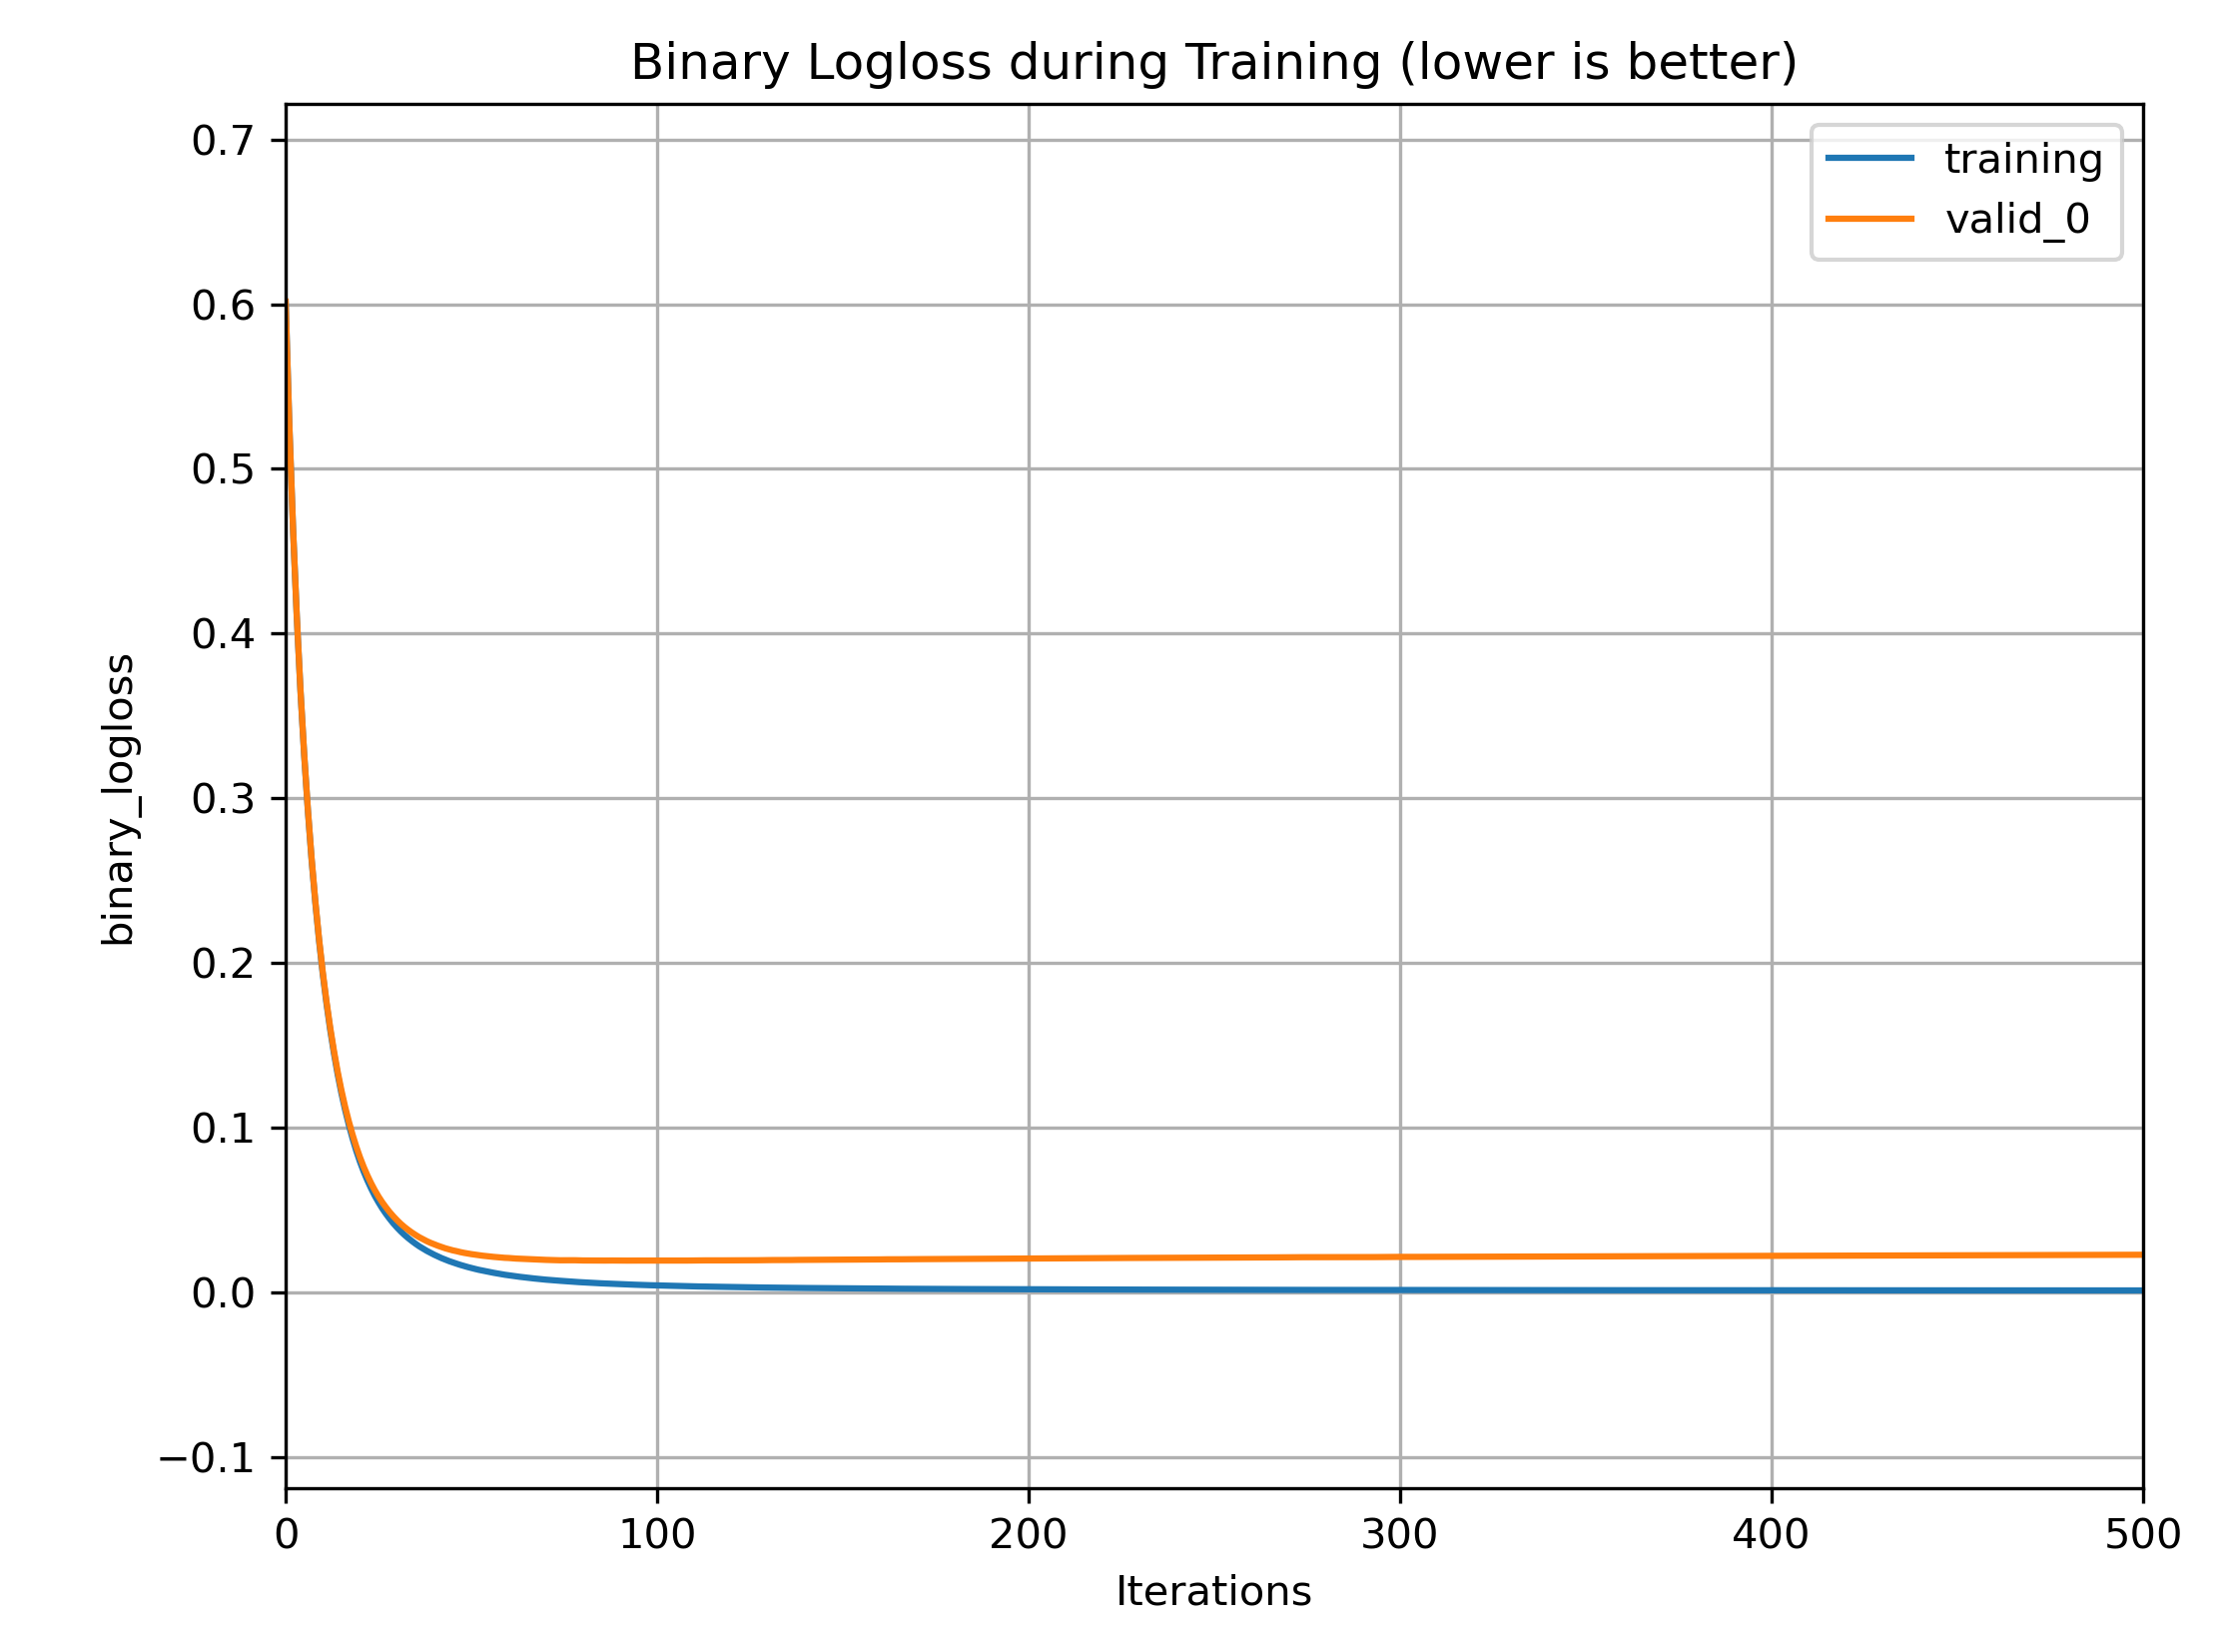 Binary Logloss during Training (lower is better)
training
valid_0
0.7
0.6
0.5
0.4
0.3
0.2
0.1
0.0
−0.1
binary_logloss
0 100 200 300 400 500
Iterations